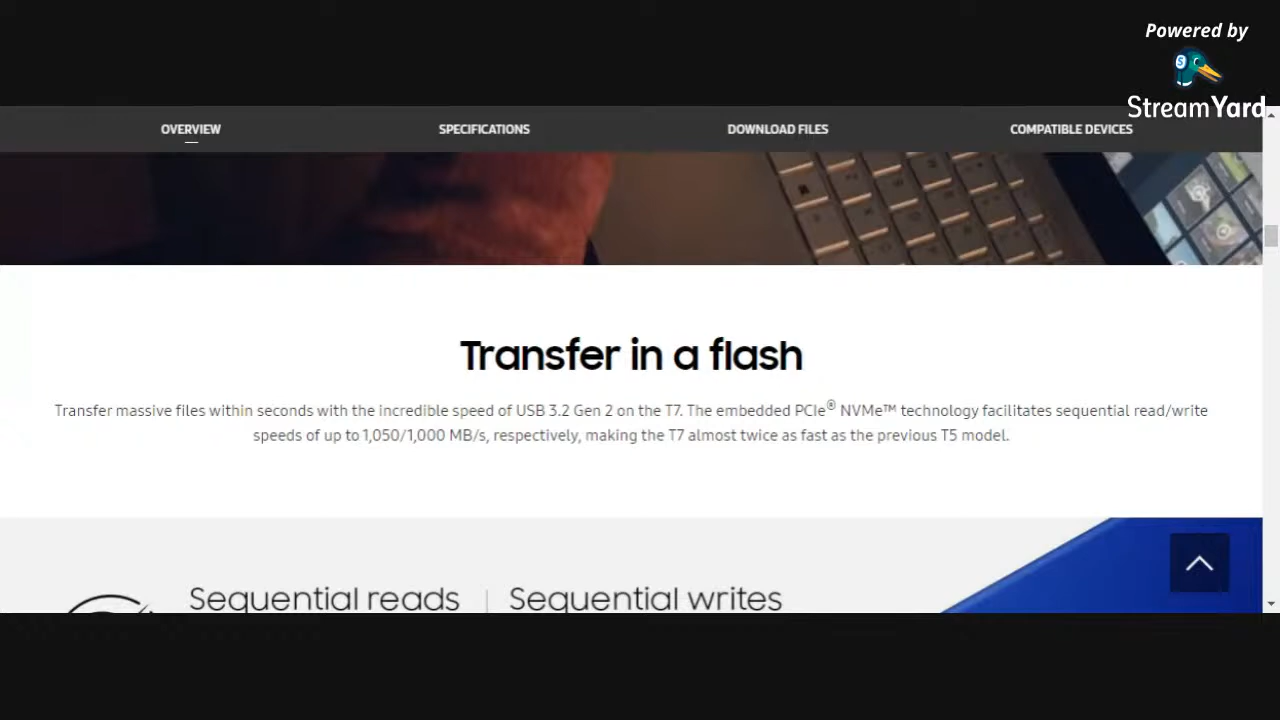 Powered by
StreamYard
OVERVIEW
SPECIFICATIONS
DOWNLOAD FILES
COMPATIBLE DEVICES
Transfer in a flash
Transfer massive files within seconds with the incredible speed of USB 3.2 Gen 2 on the T7. The embedded PCIe® NVMe™ technology facilitates sequential read/write
speeds of up to 1,050/1,000 MB/s, respectively, making the T7 almost twice as fast as the previous T5 model.
Sequential reads
Sequential writes